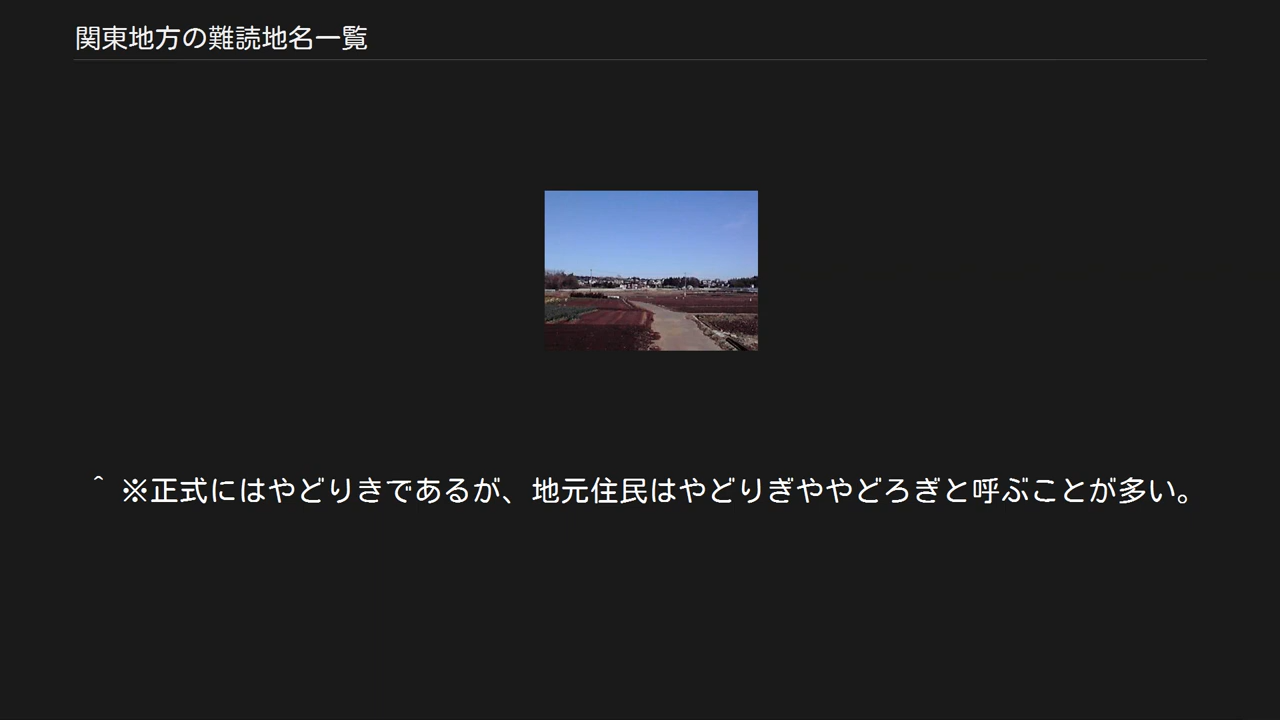 関東地方の難読地名一覧
^ ※正式にはやどりきであるが、地元住民はやどりぎややどろぎと呼ぶことが多い。